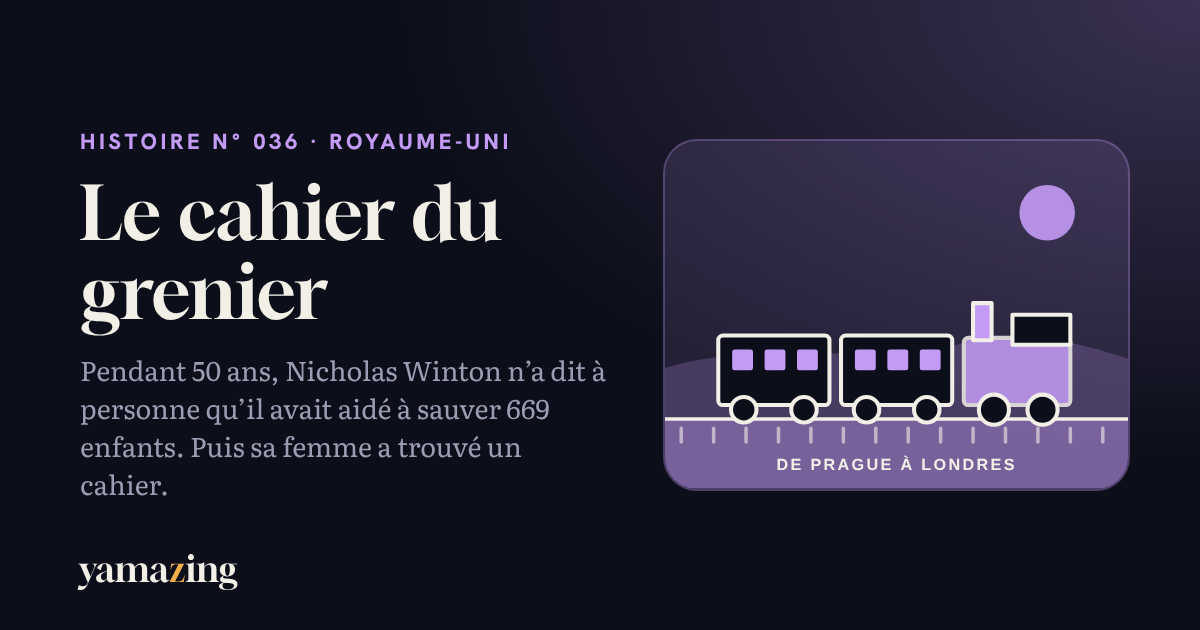 HISTOIRE N° 036 · ROYAUME-UNI
Le cahier du
grenier
Pendant 50 ans, Nicholas Winton n’a dit à
personne qu’il avait aidé à sauver 669
enfants. Puis sa femme a trouvé un
cahier.
DE PRAGUE À LONDRES
yamazing